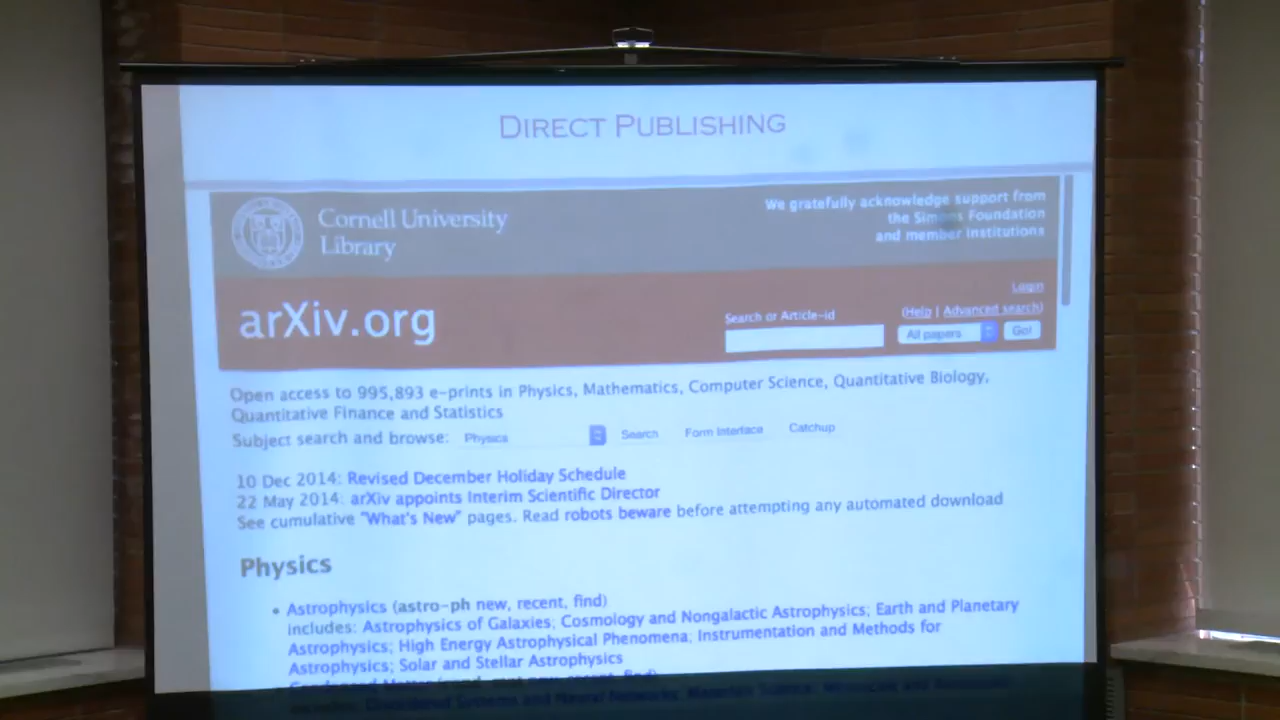 DIRECT PUBLISHING
Cornell University
Library
We gratefully acknowledge support from
the Simons Foundation
and member institutions
arXiv.org
Login
Search or Article-id
(Help | Advanced search)
All papers
Go!
Open access to 995,893 e-prints in Physics, Mathematics, Computer Science, Quantitative Biology,
Quantitative Finance and Statistics
Subject search and browse: Physics Search Form Interface Catchup
10 Dec 2014: Revised December Holiday Schedule
22 May 2014: arXiv appoints Interim Scientific Director
See cumulative "What's New" pages. Read robots beware before attempting any automated download
Physics
• Astrophysics (astro-ph new, recent, find)
includes: Astrophysics of Galaxies; Cosmology and Nongalactic Astrophysics; Earth and Planetary
Astrophysics; High Energy Astrophysical Phenomena; Instrumentation and Methods for
Astrophysics; Solar and Stellar Astrophysics